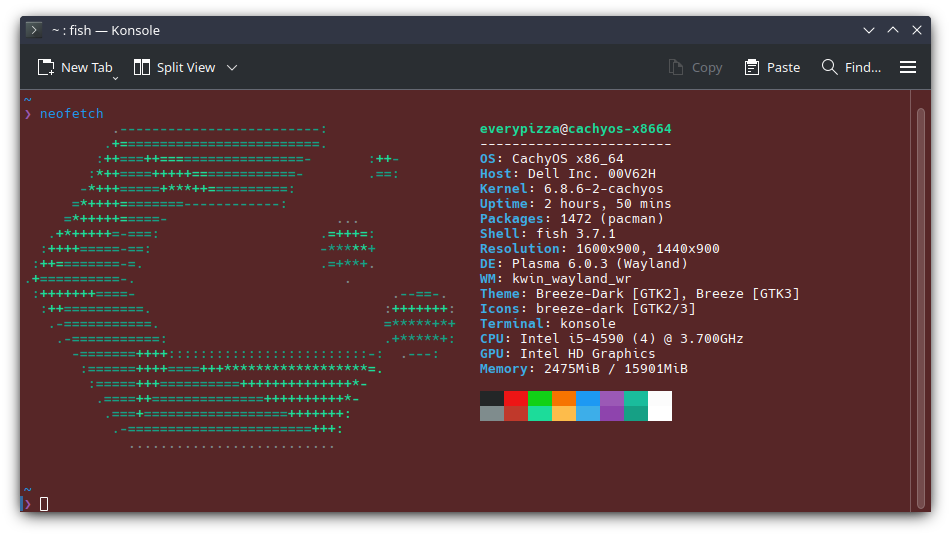 ~ : fish — Konsole
New Tab Split View Copy Paste Find...
~
❯ neofetch
everypizza@cachyos-x8664
------------------------
OS: CachyOS x86_64
Host: Dell Inc. 00V62H
Kernel: 6.8.6-2-cachyos
Uptime: 2 hours, 50 mins
Packages: 1472 (pacman)
Shell: fish 3.7.1
Resolution: 1600x900, 1440x900
DE: Plasma 6.0.3 (Wayland)
WM: kwin_wayland_wr
Theme: Breeze-Dark [GTK2], Breeze [GTK3]
Icons: breeze-dark [GTK2/3]
Terminal: konsole
CPU: Intel i5-4590 (4) @ 3.700GHz
GPU: Intel HD Graphics
Memory: 2475MiB / 15901MiB
~
❯